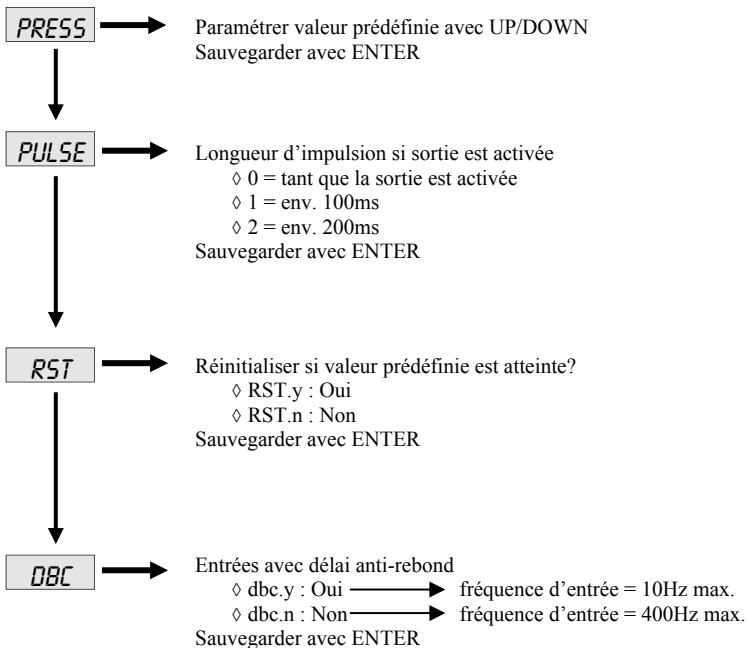 PRESS Paramétrer valeur prédéfinie avec UP/DOWN
Sauvegarder avec ENTER
PULSE Longueur d’impulsion si sortie est activée
◊ 0 = tant que la sortie est activée
◊ 1 = env. 100ms
◊ 2 = env. 200ms
Sauvegarder avec ENTER
RST Réinitialiser si valeur prédéfinie est atteinte?
◊ RST.y : Oui
◊ RST.n : Non
Sauvegarder avec ENTER
DBC Entrées avec délai anti-rebond
◊ dbc.y : Oui fréquence d’entrée = 10Hz max.
◊ dbc.n : Non fréquence d’entrée = 400Hz max.
Sauvegarder avec ENTER